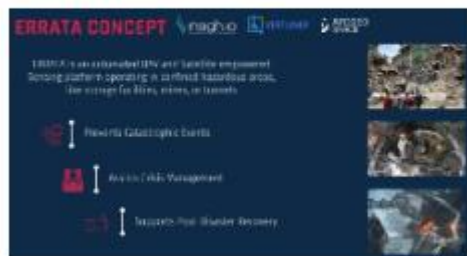 ERRATA CONCEPT
ERRATA is an automated UAV and Satellite empowered
Sensing platform operating in confined hazardous areas,
like storage facilities, mines, or tunnels
Prevents Catastrophic Events
Crisis Management
Supports Post-Disaster Recovery